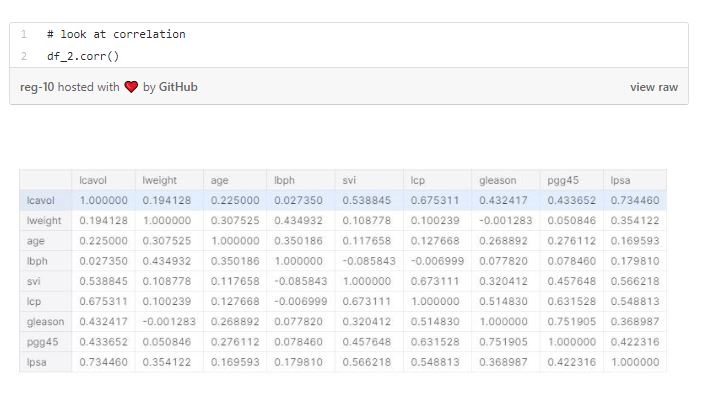 1 # look at correlation
2 df_2.corr()
reg-10 hosted with ❤ by GitHub view raw
lcavol lweight age lbph svi lcp gleason pgg45 lpsa
lcavol 1.000000 0.194128 0.225000 0.027350 0.538845 0.675311 0.432417 0.433652 0.734460
lweight 0.194128 1.000000 0.307525 0.434932 0.108778 0.100239 -0.001283 0.050846 0.354122
age 0.225000 0.307525 1.000000 0.350186 0.117658 0.127668 0.268892 0.276112 0.169593
lbph 0.027350 0.434932 0.350186 1.000000 -0.085843 -0.006999 0.077820 0.078460 0.179810
svi 0.538845 0.108778 0.117658 -0.085843 1.000000 0.673111 0.320412 0.457648 0.566218
lcp 0.675311 0.100239 0.127668 -0.006999 0.673111 1.000000 0.514830 0.631528 0.548813
gleason 0.432417 -0.001283 0.268892 0.077820 0.320412 0.514830 1.000000 0.751905 0.368987
pgg45 0.433652 0.050846 0.276112 0.078460 0.457648 0.631528 0.751905 1.000000 0.422316
lpsa 0.734460 0.354122 0.169593 0.179810 0.566218 0.548813 0.368987 0.422316 1.000000